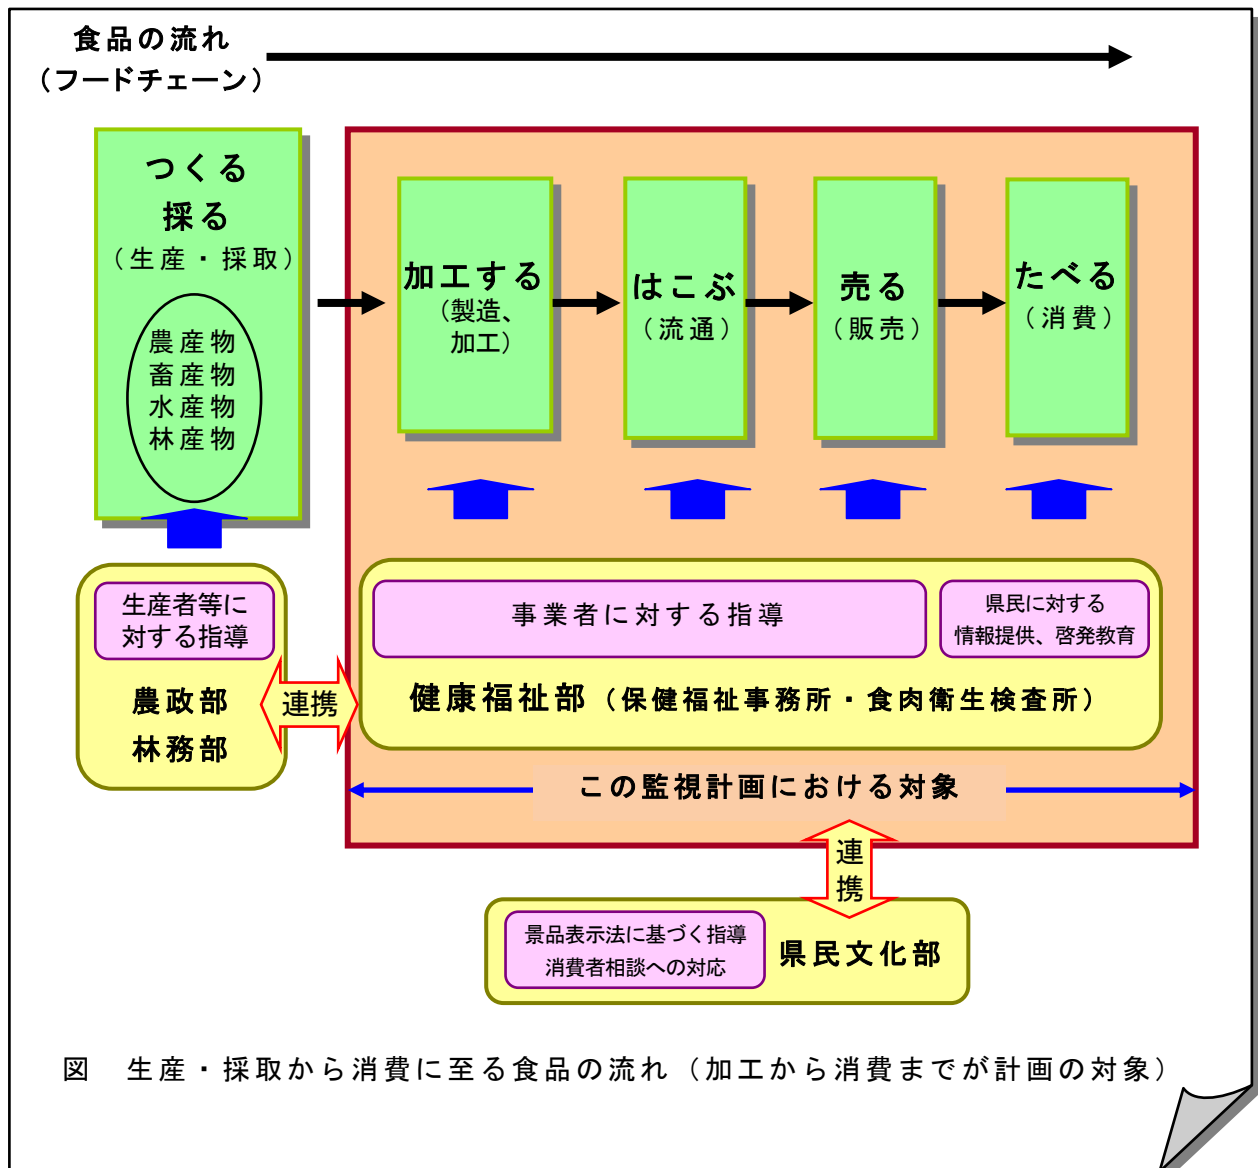 食品の流れ
（フードチェーン）
つくる
採る
（生産・採取）
農産物
畜産物
水産物
林産物
加工する
（製造、
加工）
はこぶ
（流通）
売る
（販売）
たべる
（消費）
生産者等に
対する指導
農政部
林務部
連携
事業者に対する指導
県民に対する
情報提供、啓発教育
健康福祉部（保健福祉事務所・食肉衛生検査所）
この監視計画における対象
連
携
景品表示法に基づく指導
消費者相談への対応
県民文化部
図　生産・採取から消費に至る食品の流れ（加工から消費までが計画の対象）